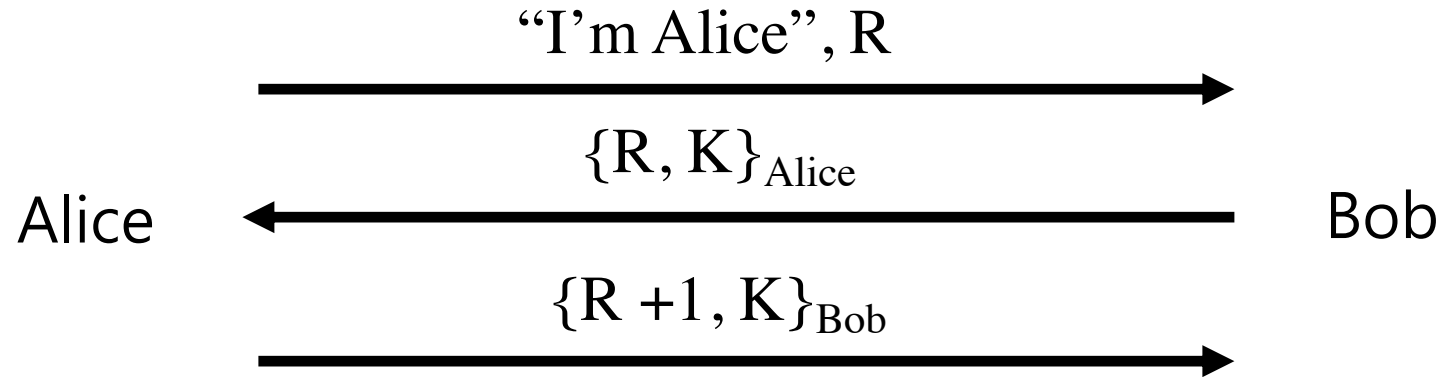 “I’m Alice”, R
{R, K}Alice
Alice
Bob
{R +1, K}Bob